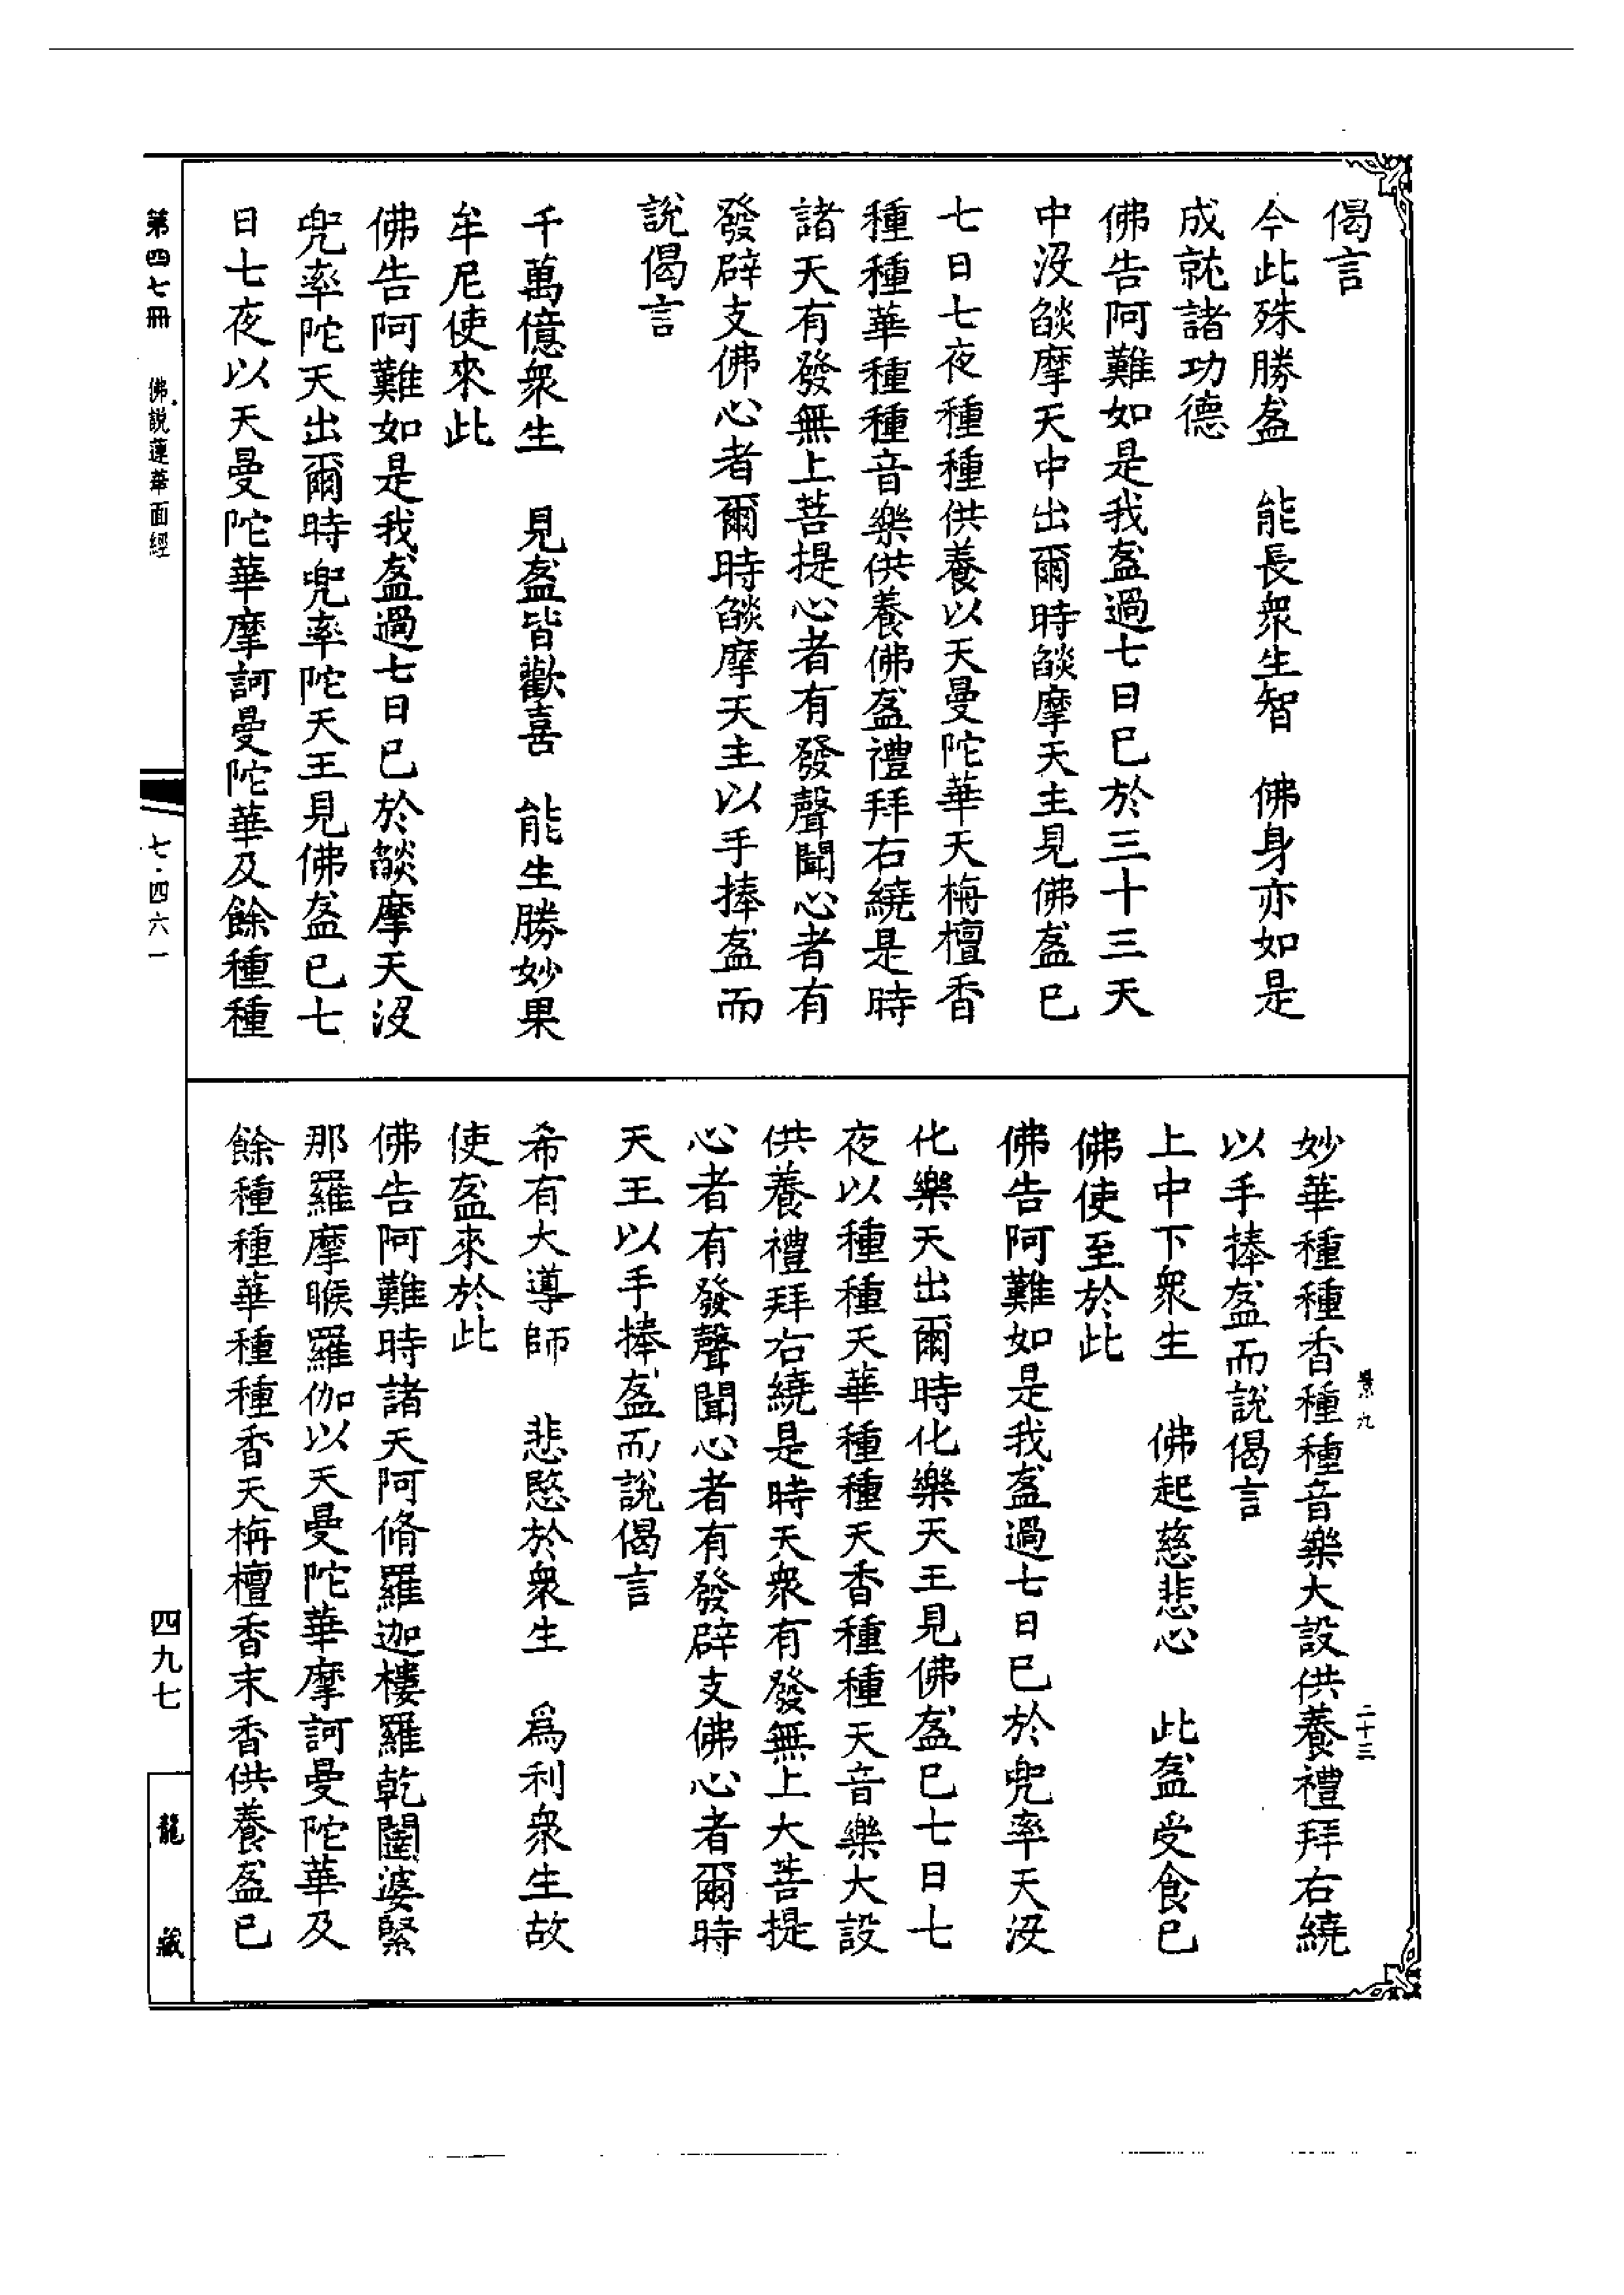 偈言
今此殊勝盋　能長衆生智　佛身亦如是
成就諸功德
佛告阿難如是我盋過七日已於三十三天
中沒燄摩天中出爾時燄摩天主見佛盋已
七日七夜種種供養以天曼陀華天栴檀香
種種華種種音樂供養佛盋禮拜右繞是時
諸天有發無上菩提心者有發聲聞心者有
發辟支佛心者爾時燄摩天主以手捧盋而
說偈言
千萬億衆生　見盋皆歡喜　能生勝妙果
牟尼使來此
佛告阿難如是我盋過七日已於燄摩天沒
兜率陀天出爾時兜率陀天王見佛盋已七
日七夜以天曼陀華摩訶曼陀華及餘種種
妙華種種香種種音樂大設供養禮拜右繞
以手捧盋而說偈言
上中下衆生　佛起慈悲心　此盋受食已
佛使至於此
佛告阿難如是我盋過七日已於兜率天沒
化樂天出爾時化樂天王見佛盋已七日七
夜以種種天華種種天香種種天音樂大設
供養禮拜右繞是時天衆有發無上大菩提
心者有發聲聞心者有發辟支佛心者爾時
天王以手捧盋而說偈言
希有大導師　悲愍於衆生　爲利衆生故
使盋來於此
佛告阿難時諸天阿脩羅迦樓羅乾闥婆緊
那羅摩睺羅伽以天曼陀華摩訶曼陀華及
餘種種華種種香天栴檀香末香供養盋已
景九
二十三
第四七冊　佛說蓮華面經
七·四六一
四九七
龍藏